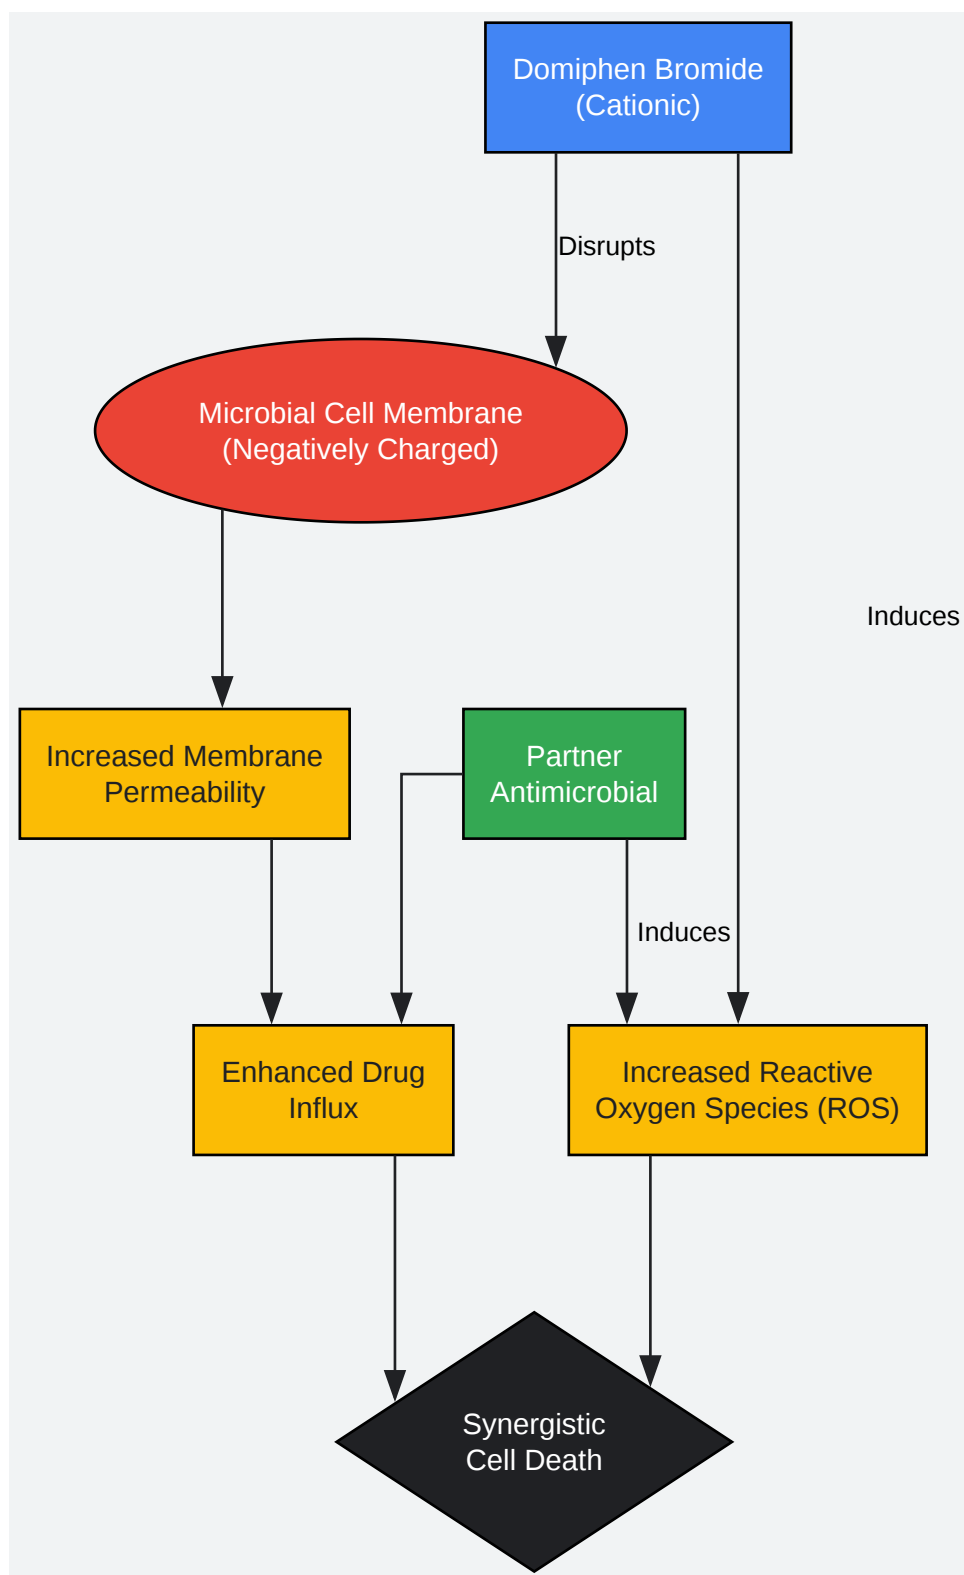 Domiphen Bromide
(Cationic)
Disrupts
Microbial Cell Membrane
(Negatively Charged)
Induces
Increased Membrane
Permeability
Partner
Antimicrobial
Induces
Enhanced Drug
Influx
Increased Reactive
Oxygen Species (ROS)
Synergistic
Cell Death